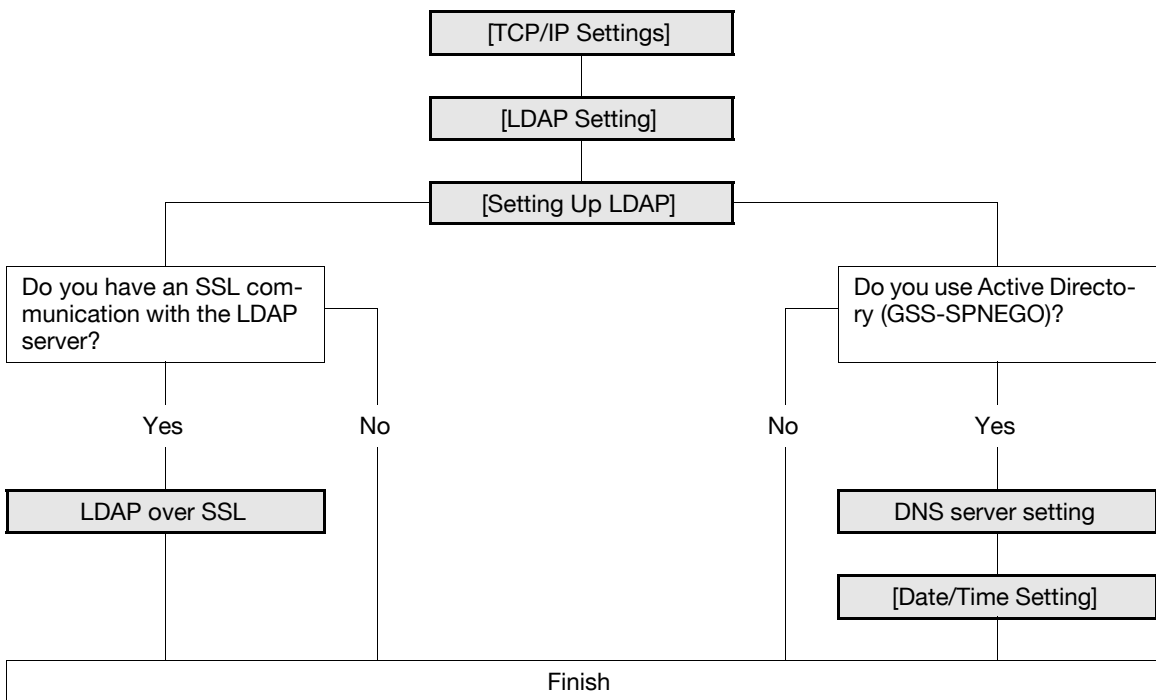 [TCP/IP Settings]
[LDAP Setting]
[Setting Up LDAP]
Do you have an SSL com-
munication with the LDAP
server?
Do you use Active Directo-
ry (GSS-SPNEGO)?
Yes
No
No
Yes
LDAP over SSL
DNS server setting
[Date/Time Setting]
Finish